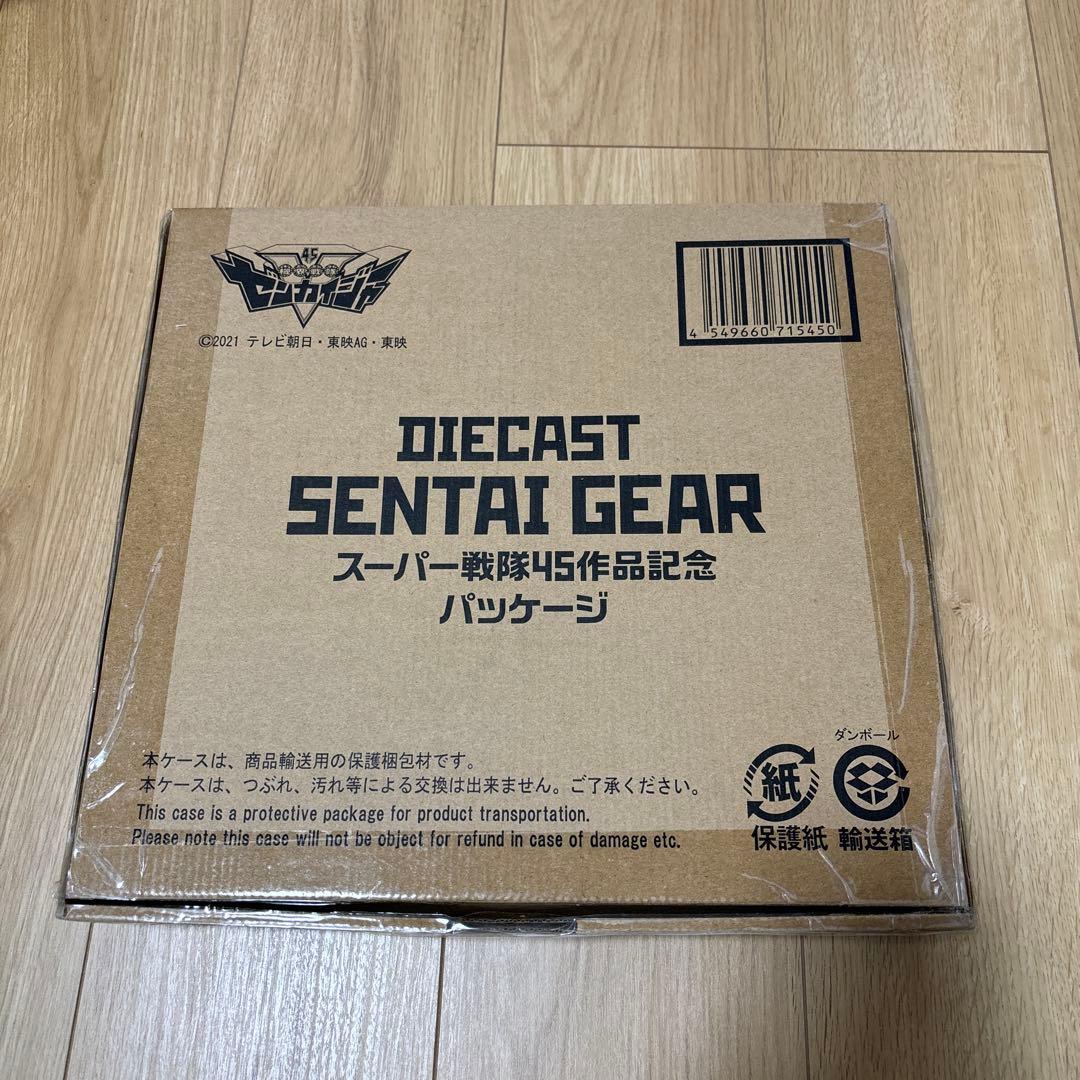 45
機界戦隊
ゼンカイジャー
©2021 テレビ朝日・東映AG・東映
4 549660 715450
DIECAST
SENTAI GEAR
スーパー戦隊45作品記念
パッケージ
本ケースは、商品輸送用の保護梱包材です。
本ケースは、つぶれ、汚れ等による交換は出来ません。ご了承ください。
This case is a protective package for product transportation.
Please note this case will not be object for refund in case of damage etc.
紙
保護紙
ダンボール
輸送箱